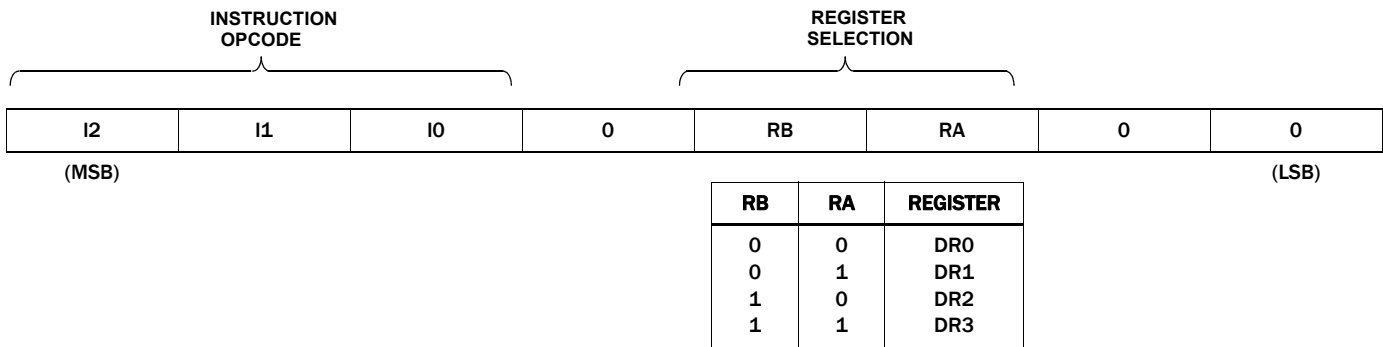 INSTRUCTION OPCODE REGISTER SELECTION
I2 I1 I0 0 RB RA 0 0
(MSB) (LSB)
RB RA REGISTER
0 0 DR0
0 1 DR1
1 0 DR2
1 1 DR3